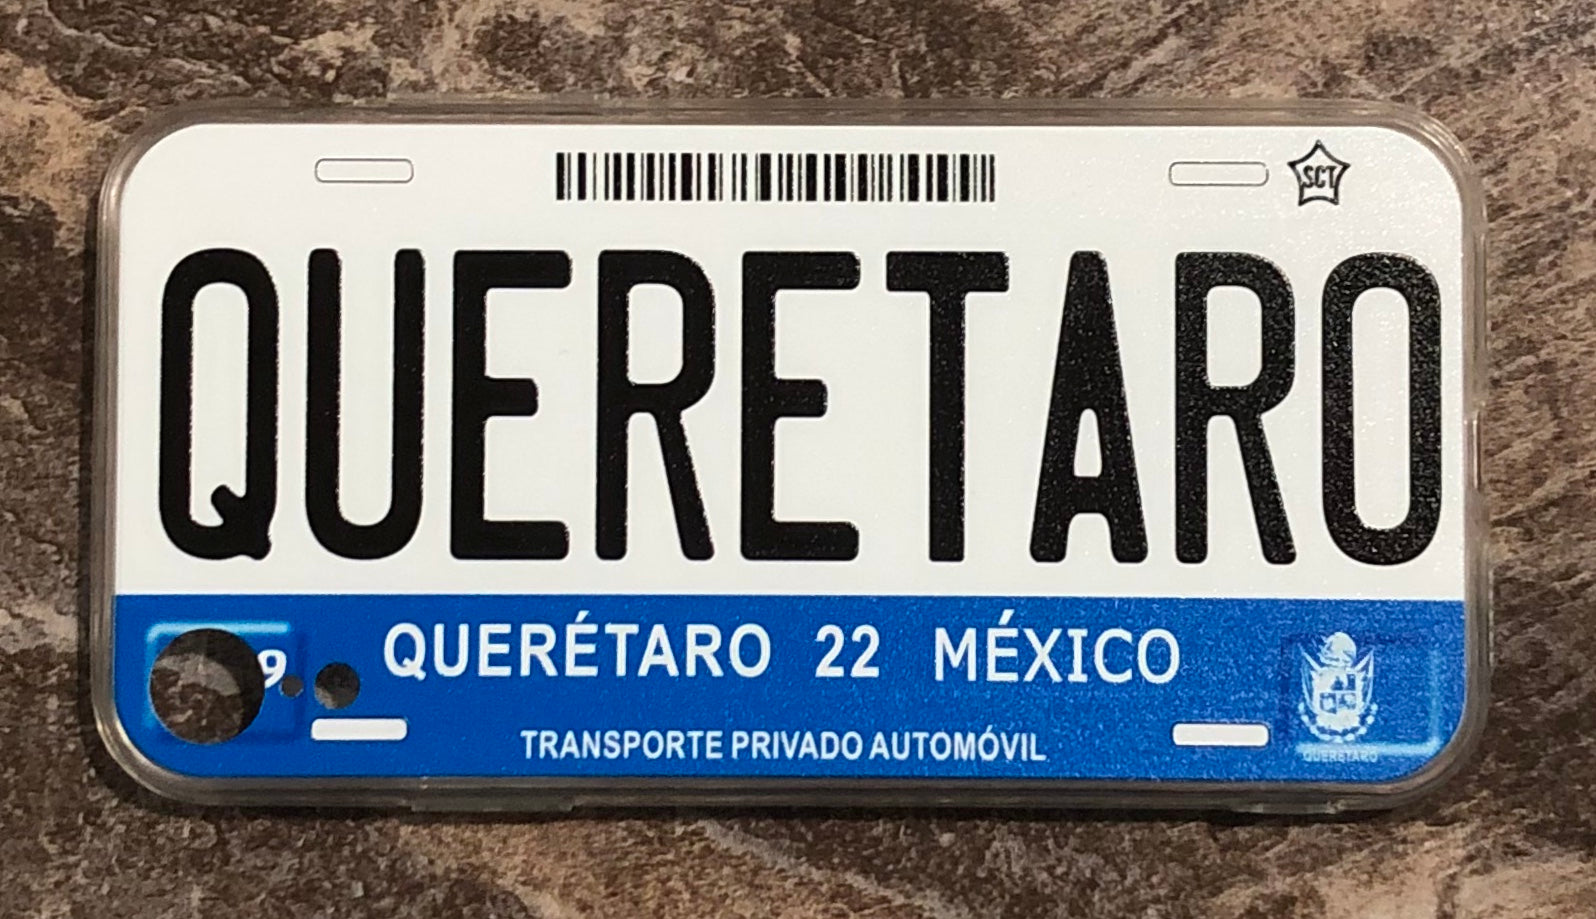 SCT
QUERETARO
9
QUERÉTARO 22 MÉXICO
TRANSPORTE PRIVADO AUTOMÓVIL
QUERÉTARO